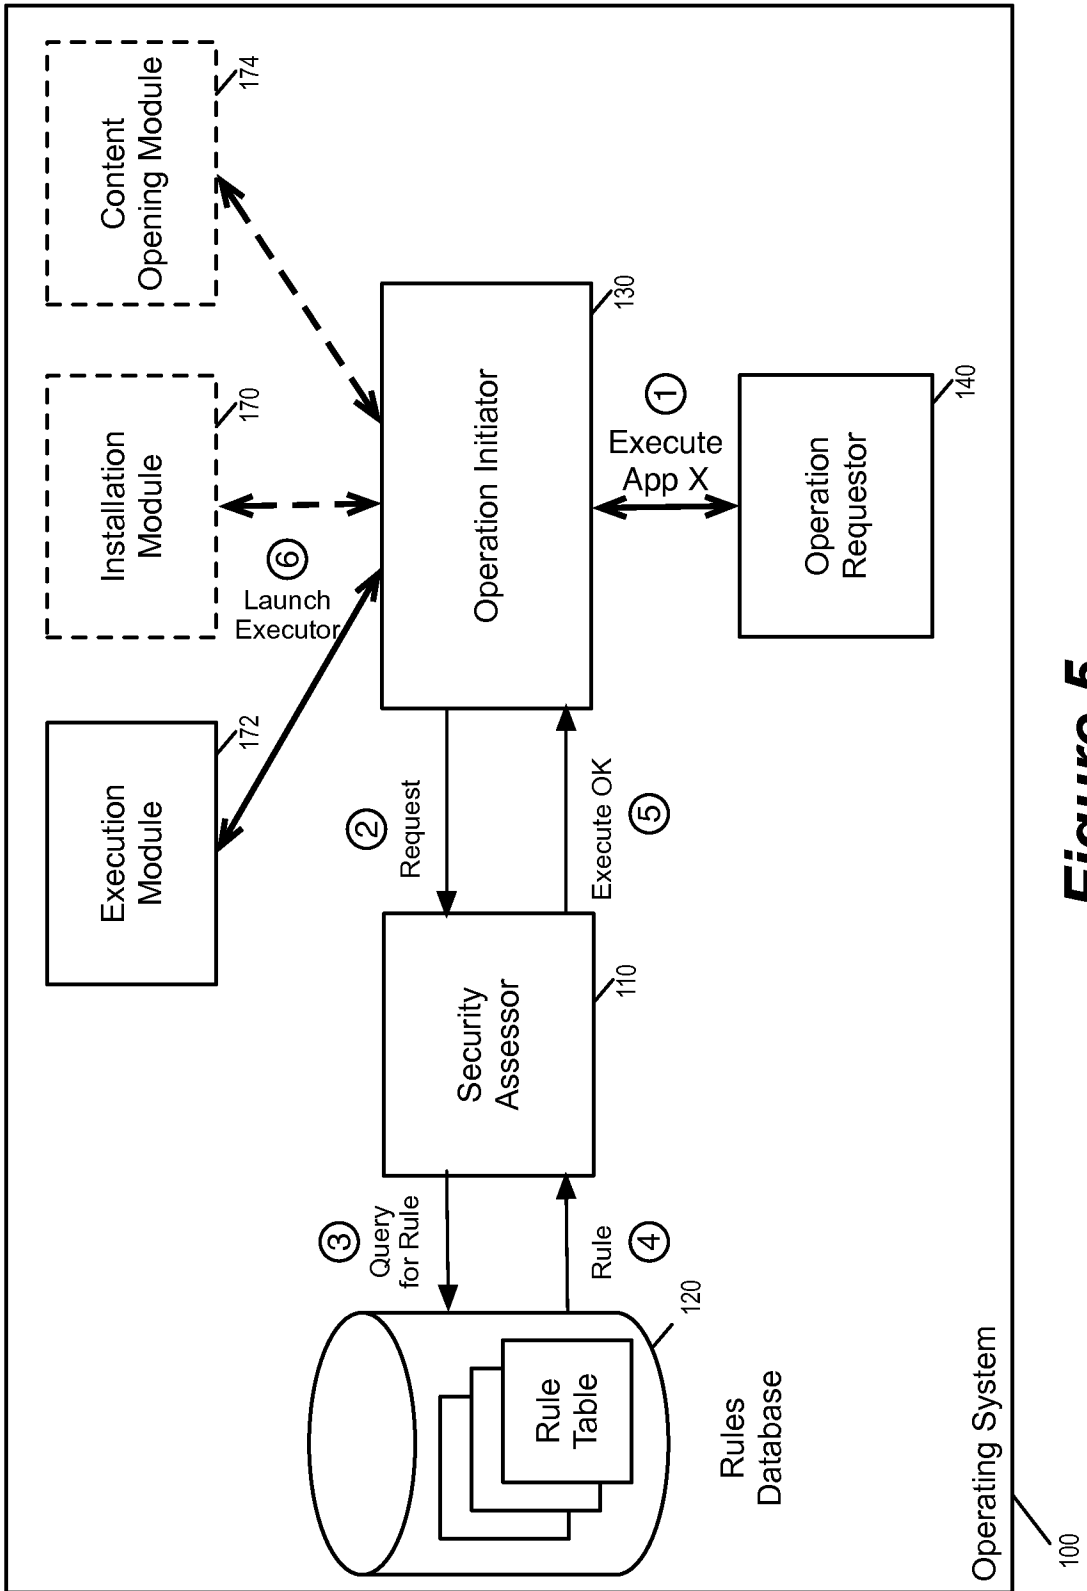 Execution
Module
172
Installation
Module
170
Content
Opening Module
174
6
Launch
Executor
3
Query
for Rule
2
Request
Rule
Table
Security
Assessor
Operation Initiator
130
Rule
4
120
110
Execute OK
5
Execute
App X
1
Rules
Database
Operation
Requestor
140
Operating System
100
Figure 5